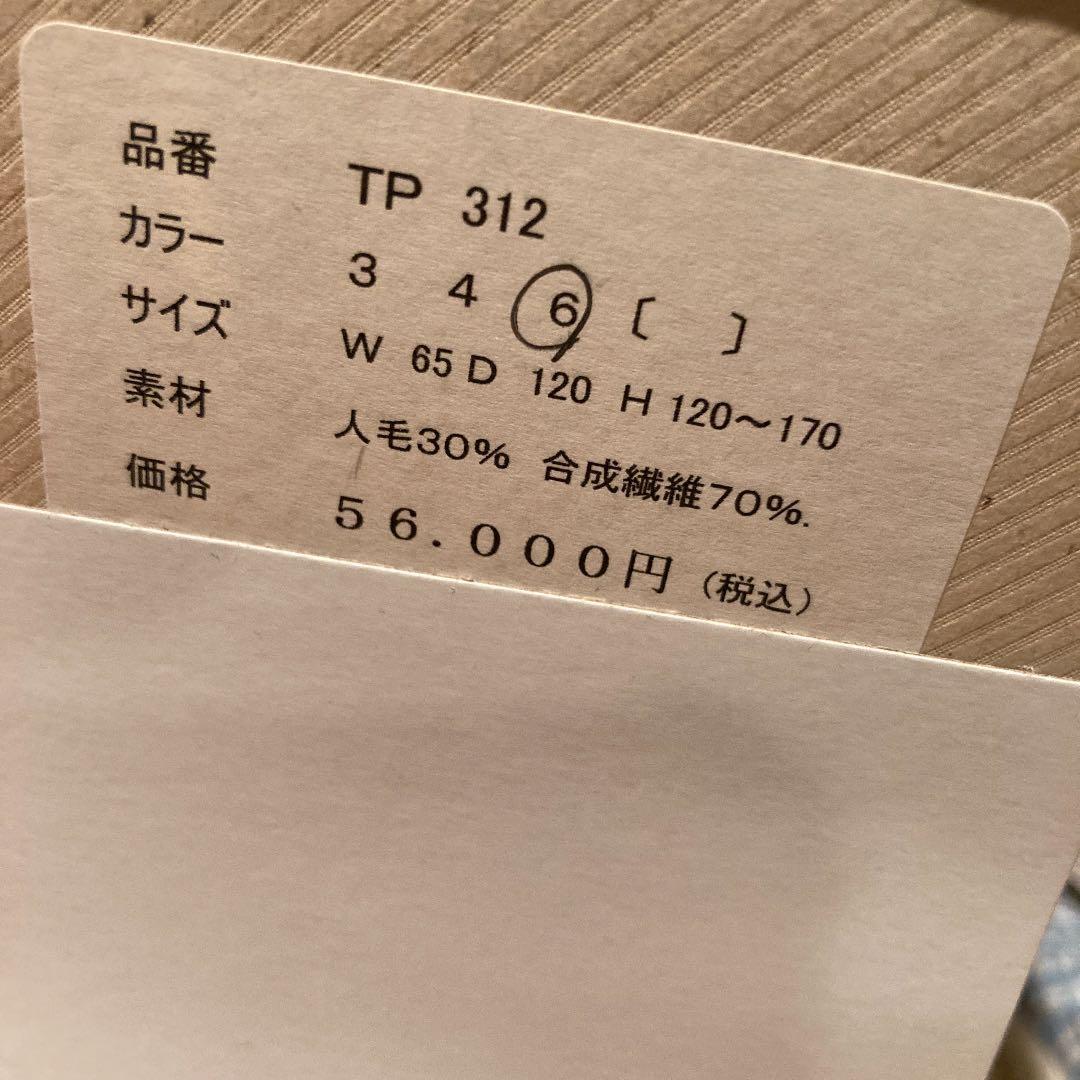 品番 TP 312
カラー 3 4 6 〔 〕
サイズ W 65 D 120 H 120～170
素材 人毛30% 合成繊維70%.
価格 56.000円（税込）